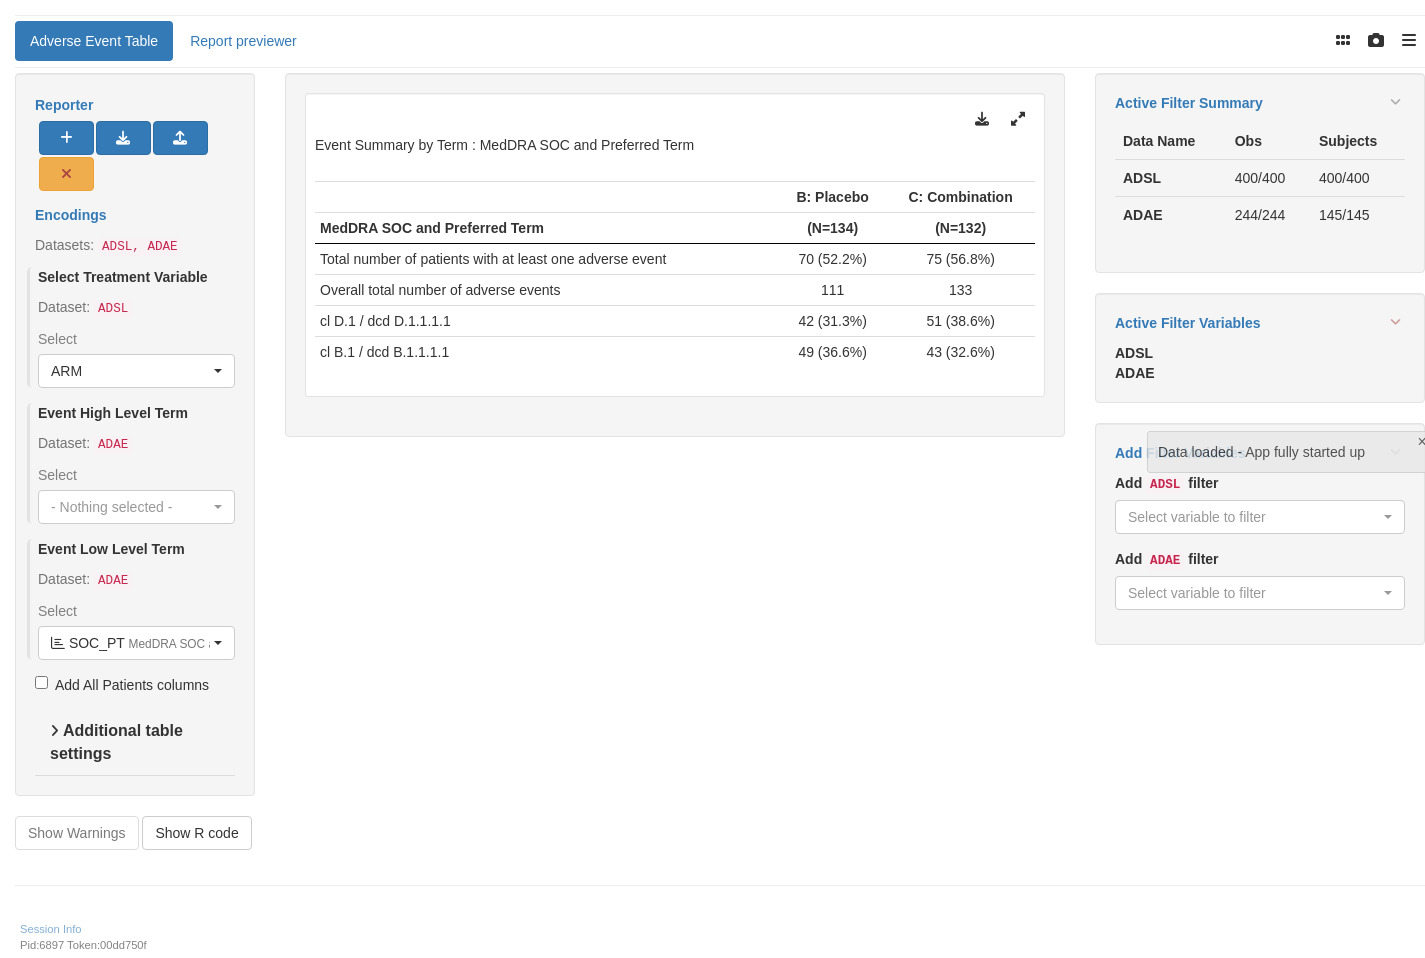 Adverse Event Table
Report previewer
Reporter
Encodings
Datasets: ADSL, ADAE
Select Treatment Variable
Dataset: ADSL
Select
ARM
Event High Level Term
Dataset: ADAE
Select
- Nothing selected -
Event Low Level Term
Dataset: ADAE
Select
SOC_PT MedDRA SOC
Add All Patients columns
Additional table
settings
Show Warnings
Show R code
Event Summary by Term : MedDRA SOC and Preferred Term
B: Placebo C: Combination
MedDRA SOC and Preferred Term (N=134) (N=132)
Total number of patients with at least one adverse event 70 (52.2%) 75 (56.8%)
Overall total number of adverse events 111 133
cl D.1 / dcd D.1.1.1.1 42 (31.3%) 51 (38.6%)
cl B.1 / dcd B.1.1.1.1 49 (36.6%) 43 (32.6%)
Active Filter Summary
Data Name Obs Subjects
ADSL 400/400 400/400
ADAE 244/244 145/145
Active Filter Variables
ADSL
ADAE
Add
Data loaded - App fully started up
Add ADSL filter
Select variable to filter
Add ADAE filter
Select variable to filter
Session Info
Pid:6897 Token:00dd750f